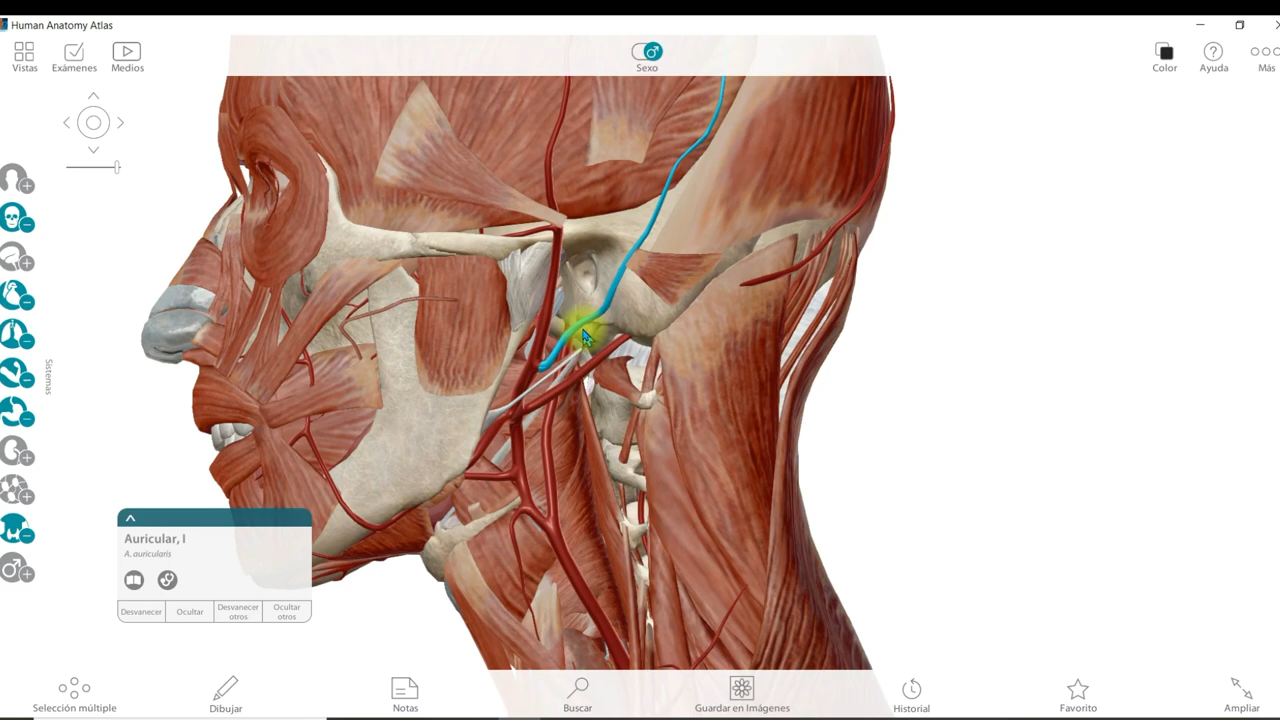 Human Anatomy Atlas
Vistas
Exámenes
Medios
Sexo
Color
Ayuda
Más
Sistemas
Auricular, I
A. auricularis
Desvanecer
Ocultar
Desvanecer
otros
Ocultar
otros
Selección múltiple
Dibujar
Notas
Buscar
Guardar en Imágenes
Historial
Favorito
Ampliar